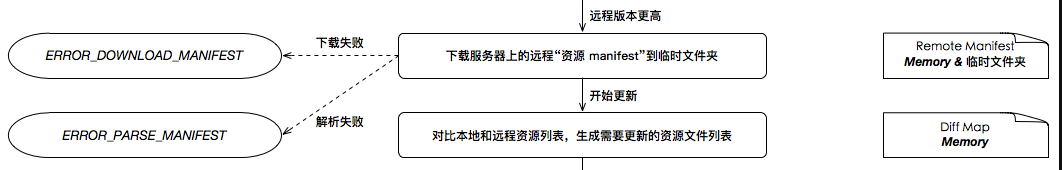 远程版本更高
ERROR_DOWNLOAD_MANIFEST
下载失败
下载服务器上的远程“资源 manifest”到临时文件夹
Remote Manifest
Memory & 临时文件夹
开始更新
ERROR_PARSE_MANIFEST
解析失败
对比本地和远程资源列表，生成需要更新的资源文件列表
Diff Map
Memory